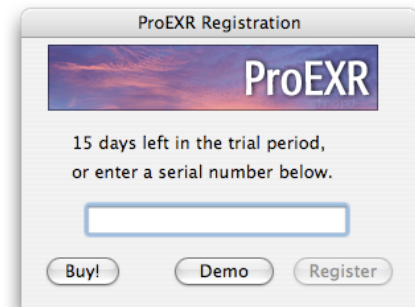 ProEXR Registration
ProEXR
15 days left in the trial period,
or enter a serial number below.
Buy! Demo Register